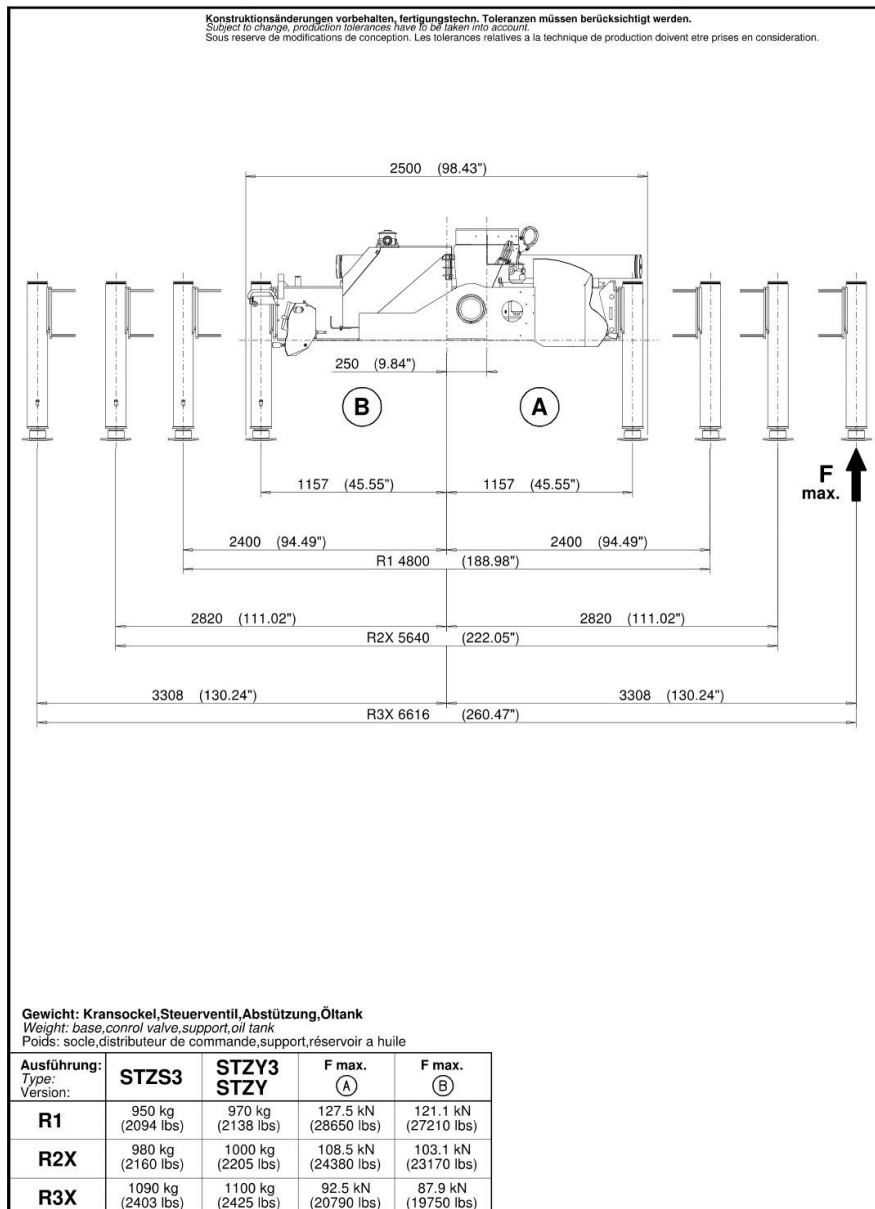 Konstruktionsänderungen vorbehalten, fertigungstechn. Toleranzen müssen berücksichtigt werden.
Subject to change, production tolerances have to be taken into account.
Sous reserve de modifications de conception. Les tolerances relatives a la technique de production doivent etre prises en consideration.
2500 (98.43")
250 (9.84")
B
A
F
max.
1157 (45.55")
1157 (45.55")
2400 (94.49")
2400 (94.49")
R1 4800 (188.98")
2820 (111.02")
2820 (111.02")
R2X 5640 (222.05")
3308 (130.24")
3308 (130.24")
R3X 6616 (260.47")
Gewicht: Kransockel,Steuerventil,Abstützung,Öltank
Weight: base,conrol valve,support,oil tank
Poids: socle,distributeur de commande,support,réservoir a huile
Ausführung:
Type:
Version:
STZS3
STZY3
STZY
F max.
A
F max.
B
R1
950 kg
(2094 lbs)
970 kg
(2138 lbs)
127.5 kN
(28650 lbs)
121.1 kN
(27210 lbs)
R2X
980 kg
(2160 lbs)
1000 kg
(2205 lbs)
108.5 kN
(24380 lbs)
103.1 kN
(23170 lbs)
R3X
1090 kg
(2403 lbs)
1100 kg
(2425 lbs)
92.5 kN
(20790 lbs)
87.9 kN
(19750 lbs)